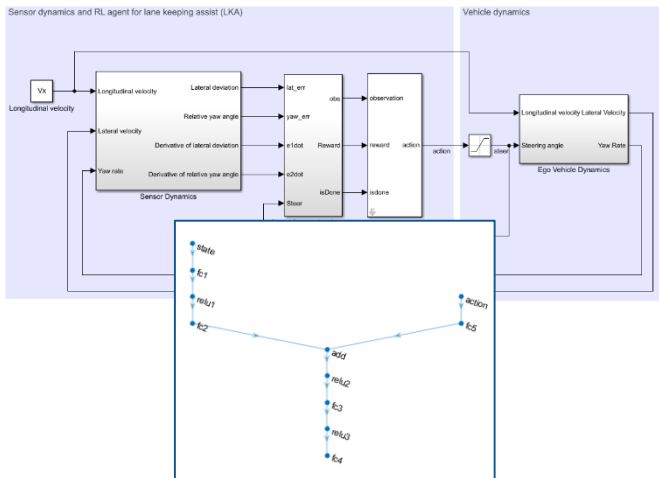 Sensor dynamics and RL agent for lane keeping assist (LKA)
Vehicle dynamics
Vx
Longitudinal velocity
Longitudinal velocity
Lateral velocity
Yaw rate
Lateral deviation
Relative yaw angle
Derivative of lateral deviation
Derivative of relative yaw angle
Sensor Dynamics
lat_err
yaw_err
e1dot
e2dot
Steer
obs
Reward
isDone
observation
reward
isdone
action
action
steer
Longitudinal velocity
Steering angle
Lateral Velocity
Yaw Rate
Ego Vehicle Dynamics
state
fc1
relu1
fc2
action
fc5
add
relu2
fc3
relu3
fc4